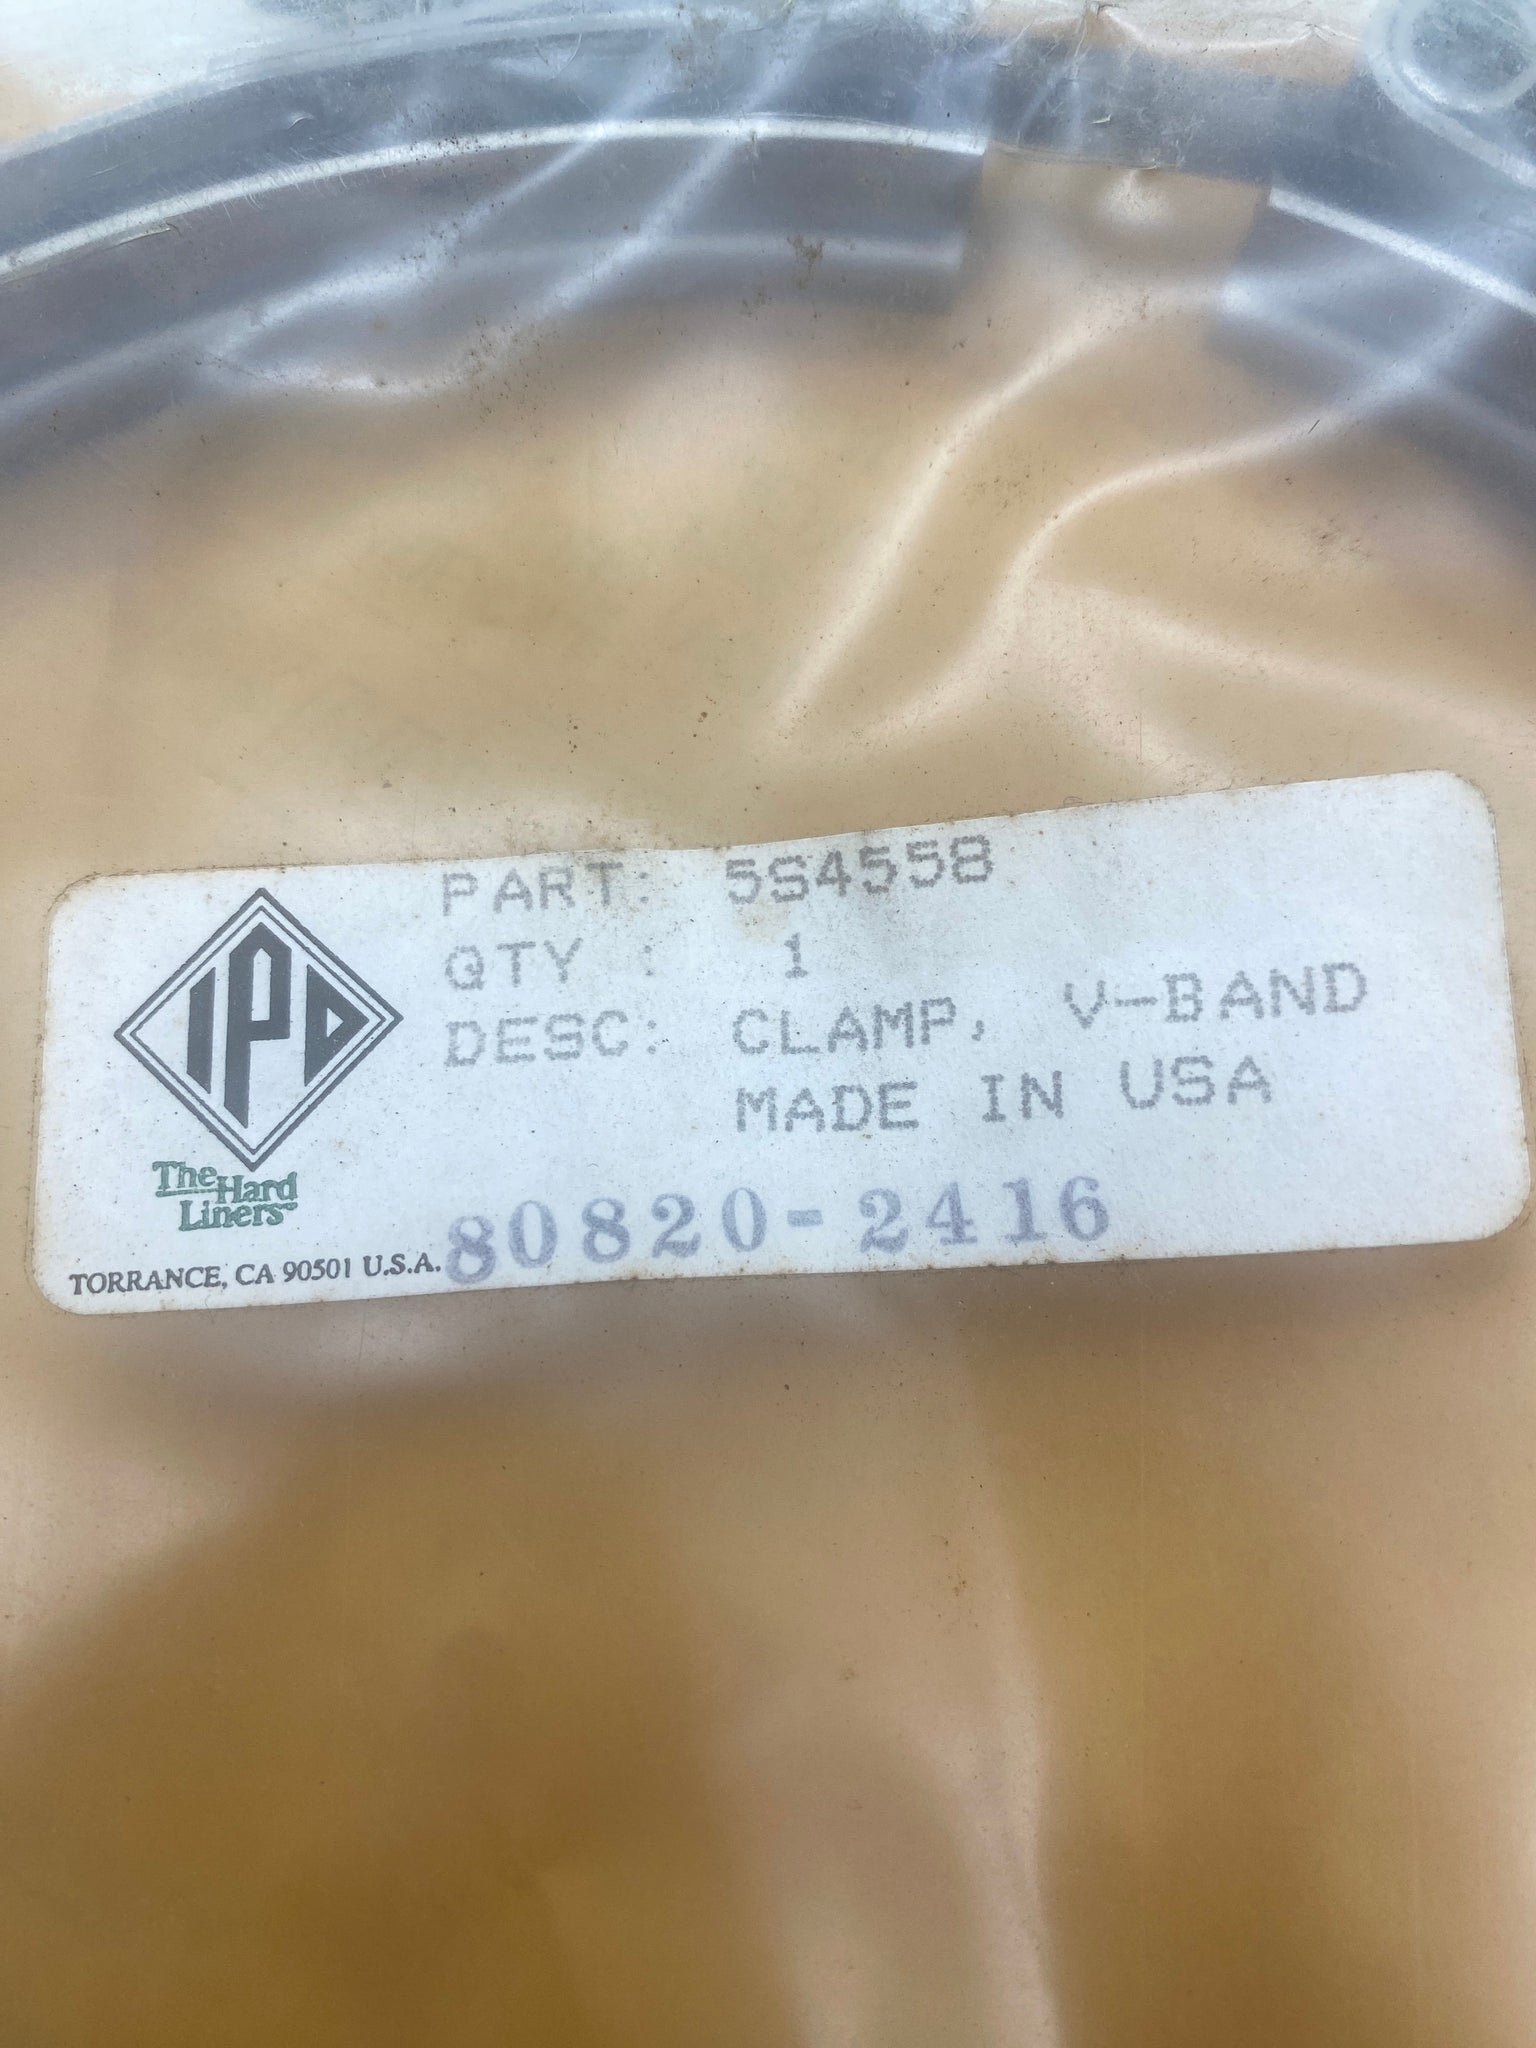 IPD
The Hard
Liners
TORRANCE, CA 90501 U.S.A.
PART: 5S4558
QTY : 1
DESC: CLAMP, V-BAND
MADE IN USA
80820-2416